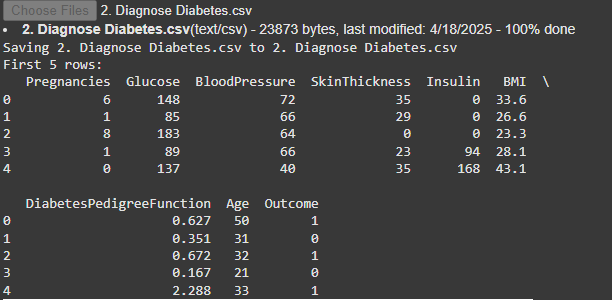 Choose Files 2. Diagnose Diabetes.csv
• 2. Diagnose Diabetes.csv(text/csv) - 23873 bytes, last modified: 4/18/2025 - 100% done
Saving 2. Diagnose Diabetes.csv to 2. Diagnose Diabetes.csv
First 5 rows:
   Pregnancies  Glucose  BloodPressure  SkinThickness  Insulin   BMI  \
0            6      148             72             35        0  33.6
1            1       85             66             29        0  26.6
2            8      183             64              0        0  23.3
3            1       89             66             23       94  28.1
4            0      137             40             35      168  43.1
   DiabetesPedigreeFunction  Age  Outcome
0                     0.627   50        1
1                     0.351   31        0
2                     0.672   32        1
3                     0.167   21        0
4                     2.288   33        1